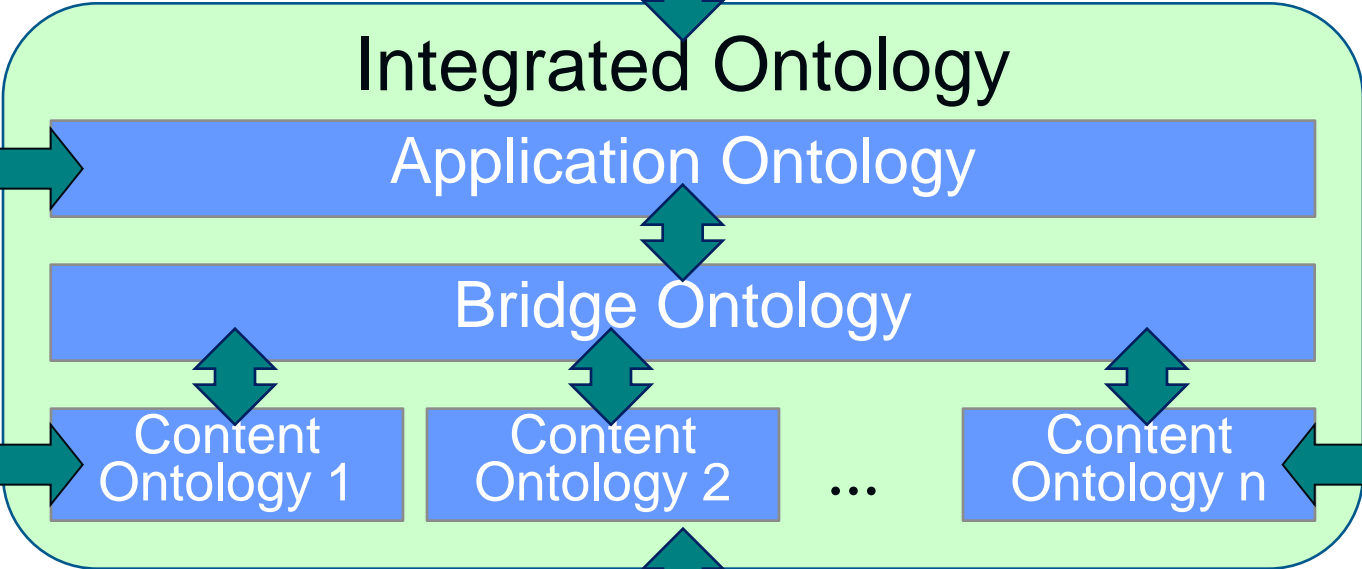 Integrated Ontology
Application Ontology
Bridge Ontology
Content
Ontology 1
Content
Ontology 2
...
Content
Ontology n